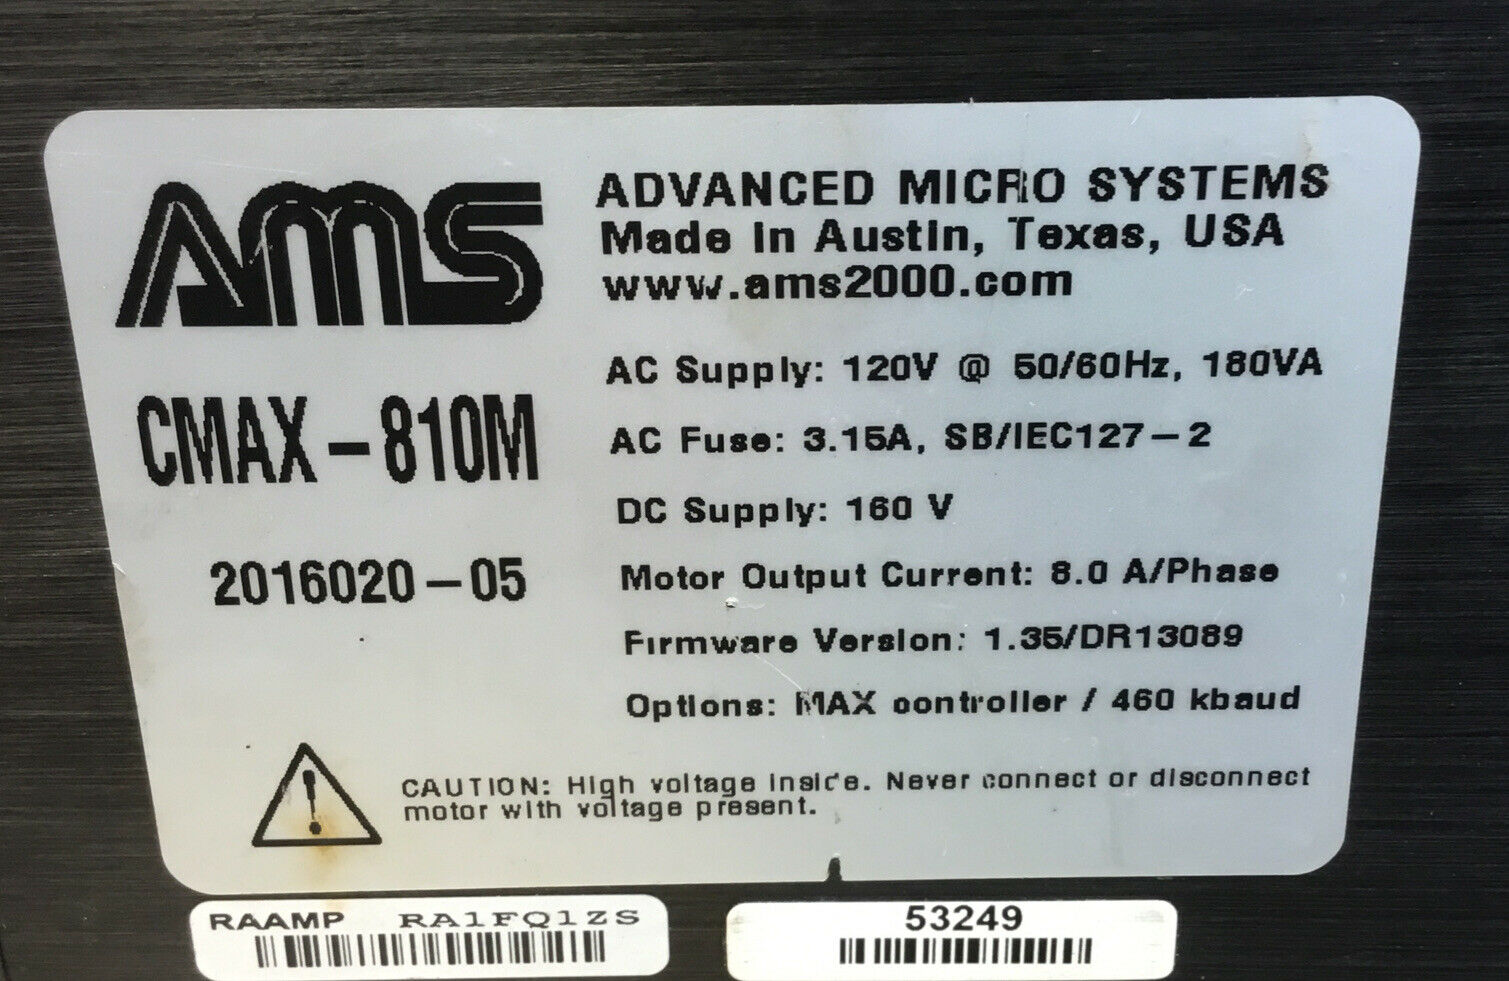 AMS
ADVANCED MICRO SYSTEMS
Made in Austin, Texas, USA
www.ams2000.com
CMAX-810M
2016020-05
AC Supply: 120V @ 50/60Hz, 180VA
AC Fuse: 3.15A, SB/IEC127-2
DC Supply: 160 V
Motor Output Current: 8.0 A/Phase
Firmware Version: 1.35/DR13089
Options: MAX controller / 460 kbaud
CAUTION: High voltage inside. Never connect or disconnect
motor with voltage present.
RAAMP RA1FQ1ZS
53249